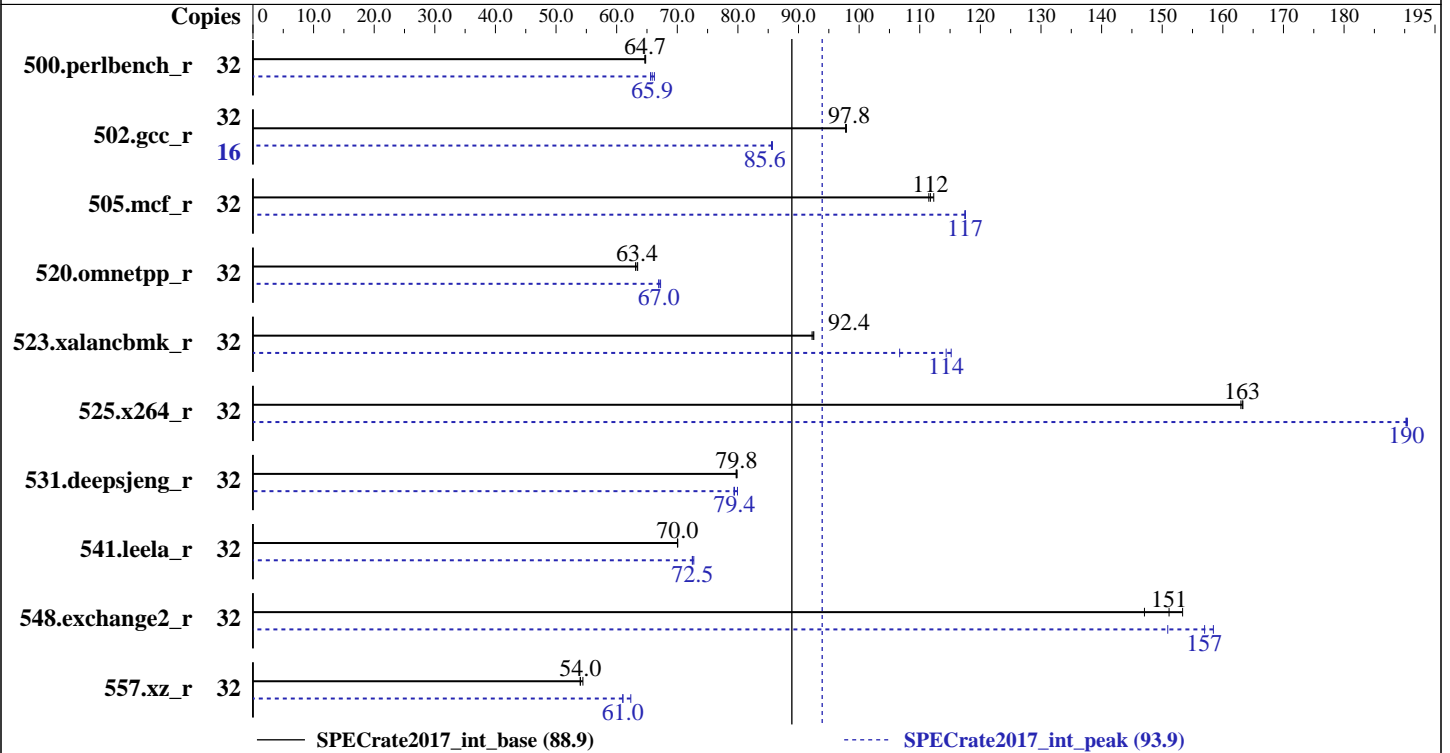 Copies 0 10.0 20.0 30.0 40.0 50.0 60.0 70.0 80.0 90.0 100 110 120 130 140 150 160 170 180 195
64.7
500.perlbench_r 32
65.9
32
97.8
502.gcc_r
16
85.6
112
505.mcf_r 32
117
63.4
520.omnetpp_r 32
67.0
92.4
523.xalancbmk_r 32
114
163
525.x264_r 32
190
79.8
531.deepsjeng_r 32
79.4
70.0
541.leela_r 32
72.5
151
548.exchange2_r 32
157
54.0
557.xz_r 32
61.0
SPECrate2017_int_base (88.9) SPECrate2017_int_peak (93.9)